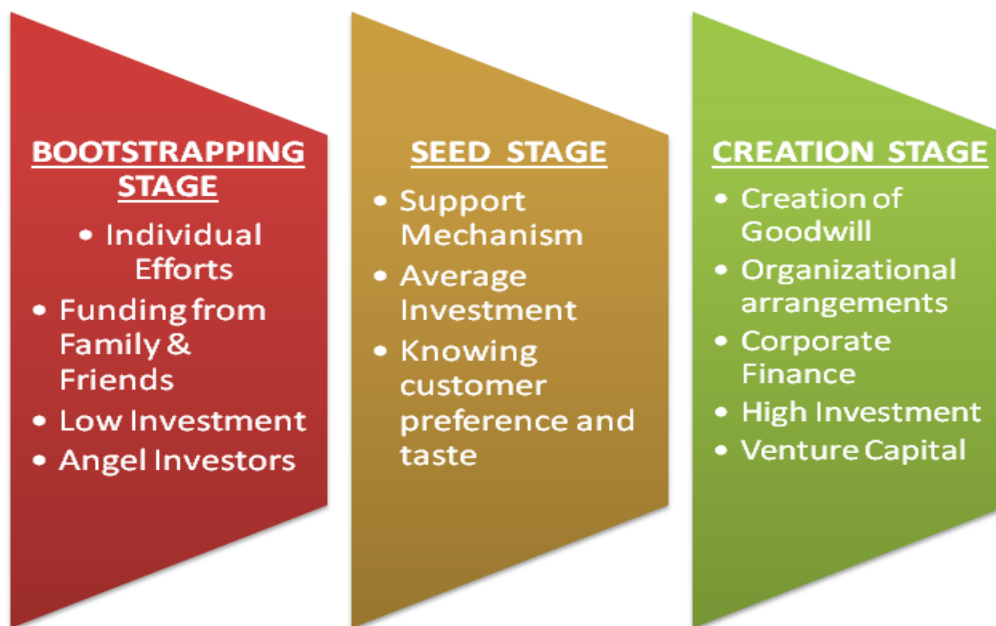 BOOTSTRAPPING
STAGE
• Individual
Efforts
• Funding from
Family &
Friends
• Low Investment
• Angel Investors
SEED STAGE
• Support
Mechanism
• Average
Investment
• Knowing
customer
preference and
taste
CREATION STAGE
• Creation of
Goodwill
• Organizational
arrangements
• Corporate
Finance
• High Investment
• Venture Capital